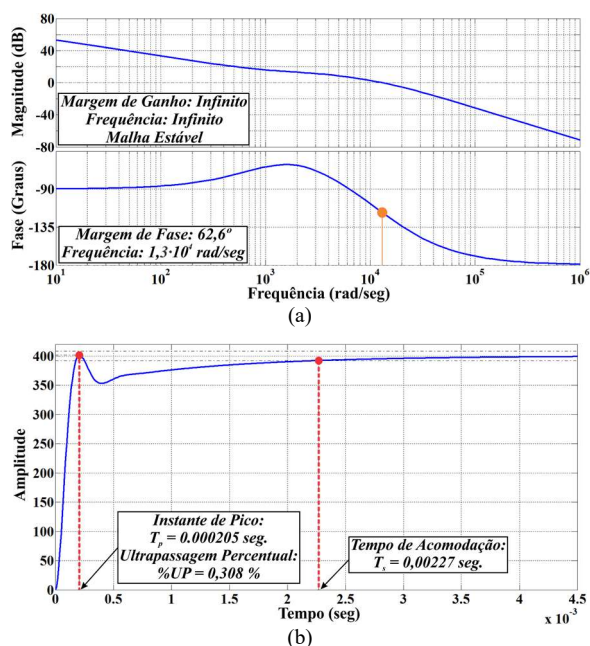 80
40
0
-40
-80
Magnitude (dB)
Margem de Ganho: Infinito
Frequência: Infinito
Malha Estável
-90
-135
-180
Fase (Graus)
Margem de Fase: 62,6º
Frequência: 1,3·10⁴ rad/seg
10¹
10²
10³
10⁴
10⁵
10⁶
Frequência (rad/seg)
(a)
400
350
300
250
200
150
100
50
0
Amplitude
Instante de Pico:
Tₚ = 0.000205 seg.
Ultrapassagem Percentual:
%UP = 0,308 %
Tempo de Acomodação:
Tₛ = 0,00227 seg.
0
0.5
1
1.5
2
2.5
3
3.5
4
4.5
x 10⁻³
Tempo (seg)
(b)